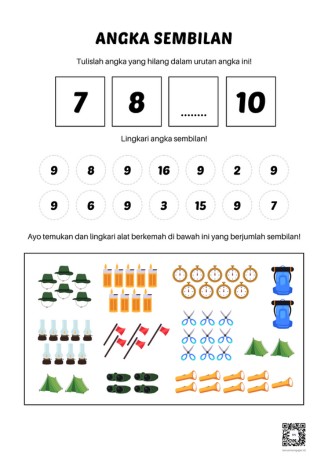 ANGKA SEMBILAN
Tulislah angka yang hilang dalam urutan angka ini!
7 8 ........ 10
Lingkari angka sembilan!
9 8 9 16 9 2 9
9 6 9 3 15 9 7
Ayo temukan dan lingkari alat berkemah di bawah ini yang berjumlah sembilan!